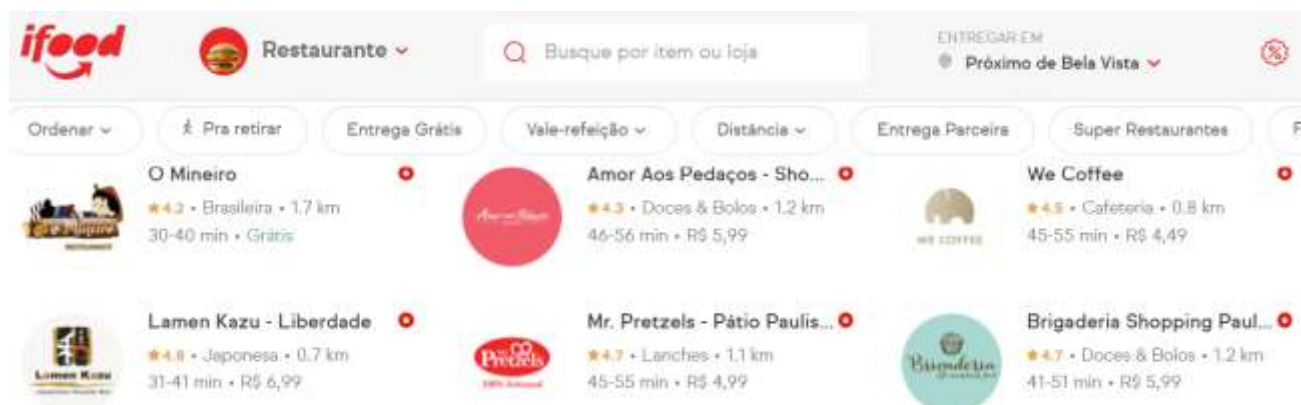 ifood
Restaurante
Busque por item ou loja
ENTREGAR EM
Próximo de Bela Vista
Ordenar
Pra retirar
Entrega Grátis
Vale-refeição
Distância
Entrega Parceira
Super Restaurantes
F
O Mineiro
4.2 • Brasileira • 1.7 km
30-40 min • Grátis
RESTAURANTE
Amor Aos Pedaços - Sho...
4.3 • Doces & Bolos • 1.2 km
46-56 min • R$ 5,99
Amor aos Pedaços
We Coffee
4.5 • Cafeteria • 0.8 km
45-55 min • R$ 4,49
WE COFFEE
Lamen Kazu - Liberdade
4.8 • Japonesa • 0.7 km
31-41 min • R$ 6,99
Lamen Kazu
Mr. Pretzels - Pátio Paulis...
4.7 • Lanches • 1.1 km
45-55 min • R$ 4,99
Pretzels
Brigaderia Shopping Paul...
4.7 • Doces & Bolos • 1.2 km
41-51 min • R$ 5,99
Brigaderia